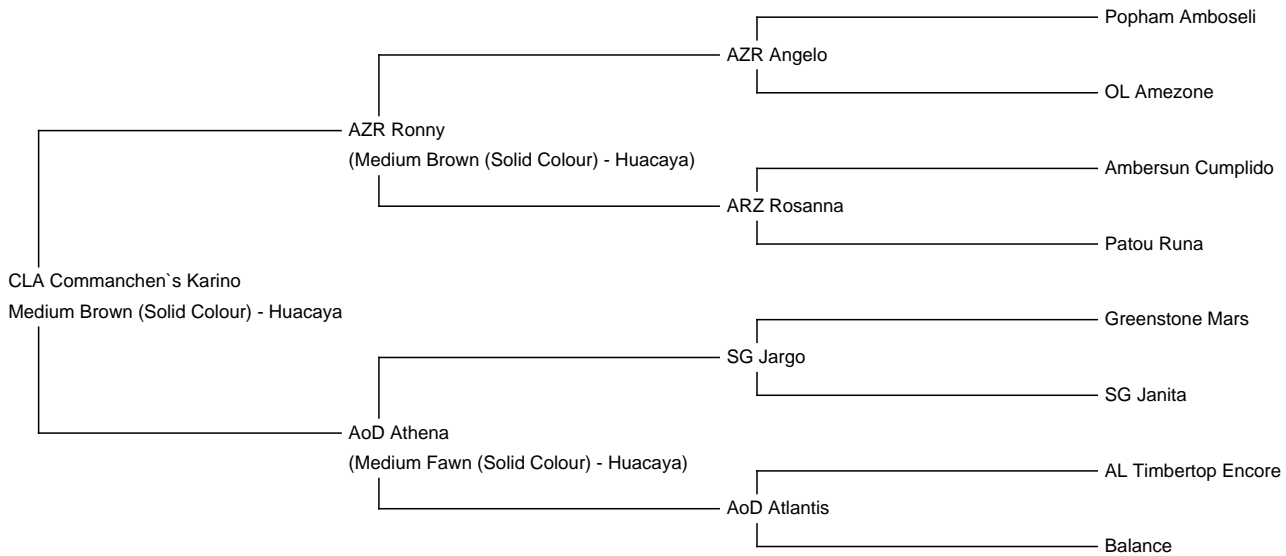 Popham Amboseli
AZR Angelo
OL Amezone
AZR Ronny
(Medium Brown (Solid Colour) - Huacaya)
Ambersun Cumplido
ARZ Rosanna
Patou Runa
CLA Commanchen`s Karino
Medium Brown (Solid Colour) - Huacaya
Greenstone Mars
SG Jargo
SG Janita
AoD Athena
(Medium Fawn (Solid Colour) - Huacaya)
AL Timbertop Encore
AoD Atlantis
Balance